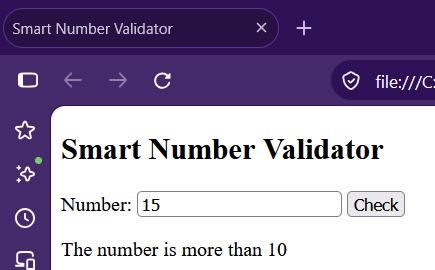 Smart Number Validator
file:///C:
Smart Number Validator
Number: 15 Check
The number is more than 10